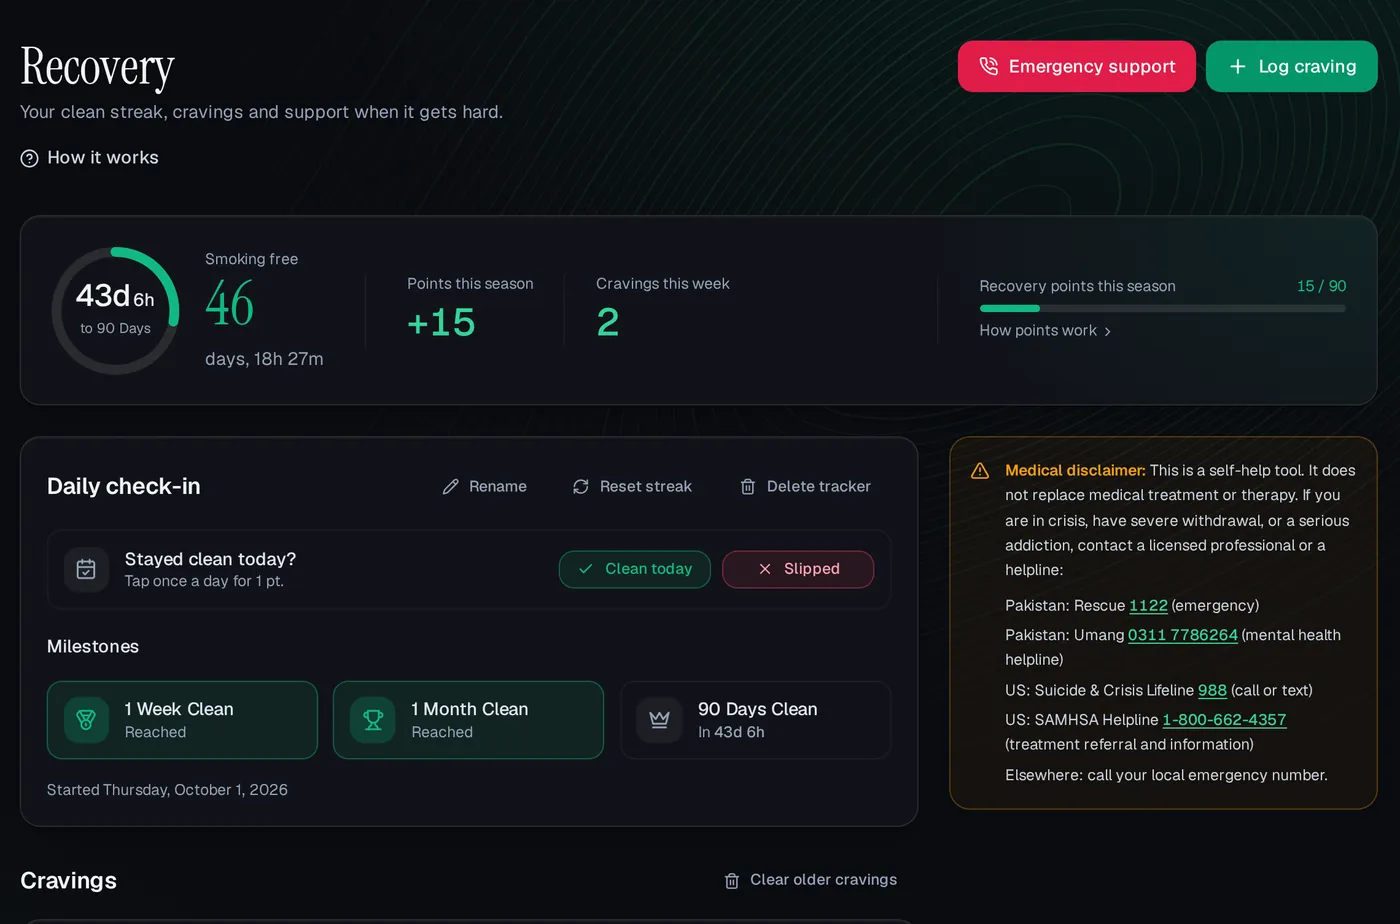 Recovery
Your clean streak, cravings and support when it gets hard.
How it works
Emergency support
Log craving
43d 6h
to 90 Days
Smoking free
46
days, 18h 27m
Points this season
+15
Cravings this week
2
Recovery points this season
15 / 90
How points work
Daily check-in
Rename
Reset streak
Delete tracker
Stayed clean today?
Tap once a day for 1 pt.
Clean today
Slipped
Milestones
1 Week Clean
Reached
1 Month Clean
Reached
90 Days Clean
In 43d 6h
Started Thursday, October 1, 2026
Medical disclaimer: This is a self-help tool. It does
not replace medical treatment or therapy. If you
are in crisis, have severe withdrawal, or a serious
addiction, contact a licensed professional or a
helpline:
Pakistan: Rescue 1122 (emergency)
Pakistan: Umang 0311 7786264 (mental health
helpline)
US: Suicide & Crisis Lifeline 988 (call or text)
US: SAMHSA Helpline 1-800-662-4357
(treatment referral and information)
Elsewhere: call your local emergency number.
Cravings
Clear older cravings